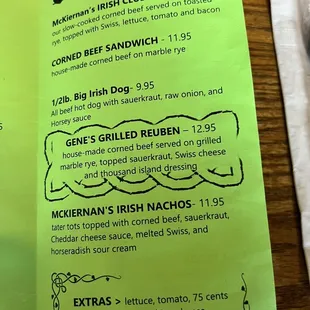 McKiernan's IRISH CLU
our slow-cooked corned beef served on toasted
rye, topped with Swiss, lettuce, tomato and bacon
CORNED BEEF SANDWICH - 11.95
house-made corned beef on marble rye
1/2lb. Big Irish Dog- 9.95
All beef hot dog with sauerkraut, raw onion, and
Horsey sauce
GENE'S GRILLED REUBEN – 12.95
house-made corned beef served on grilled
marble rye, topped sauerkraut, Swiss cheese
and thousand island dressing
MCKIERNAN'S IRISH NACHOS- 11.95
tater tots topped with corned beef, sauerkraut,
Cheddar cheese sauce, melted Swiss, and
horseradish sour cream
EXTRAS > lettuce, tomato, 75 cents